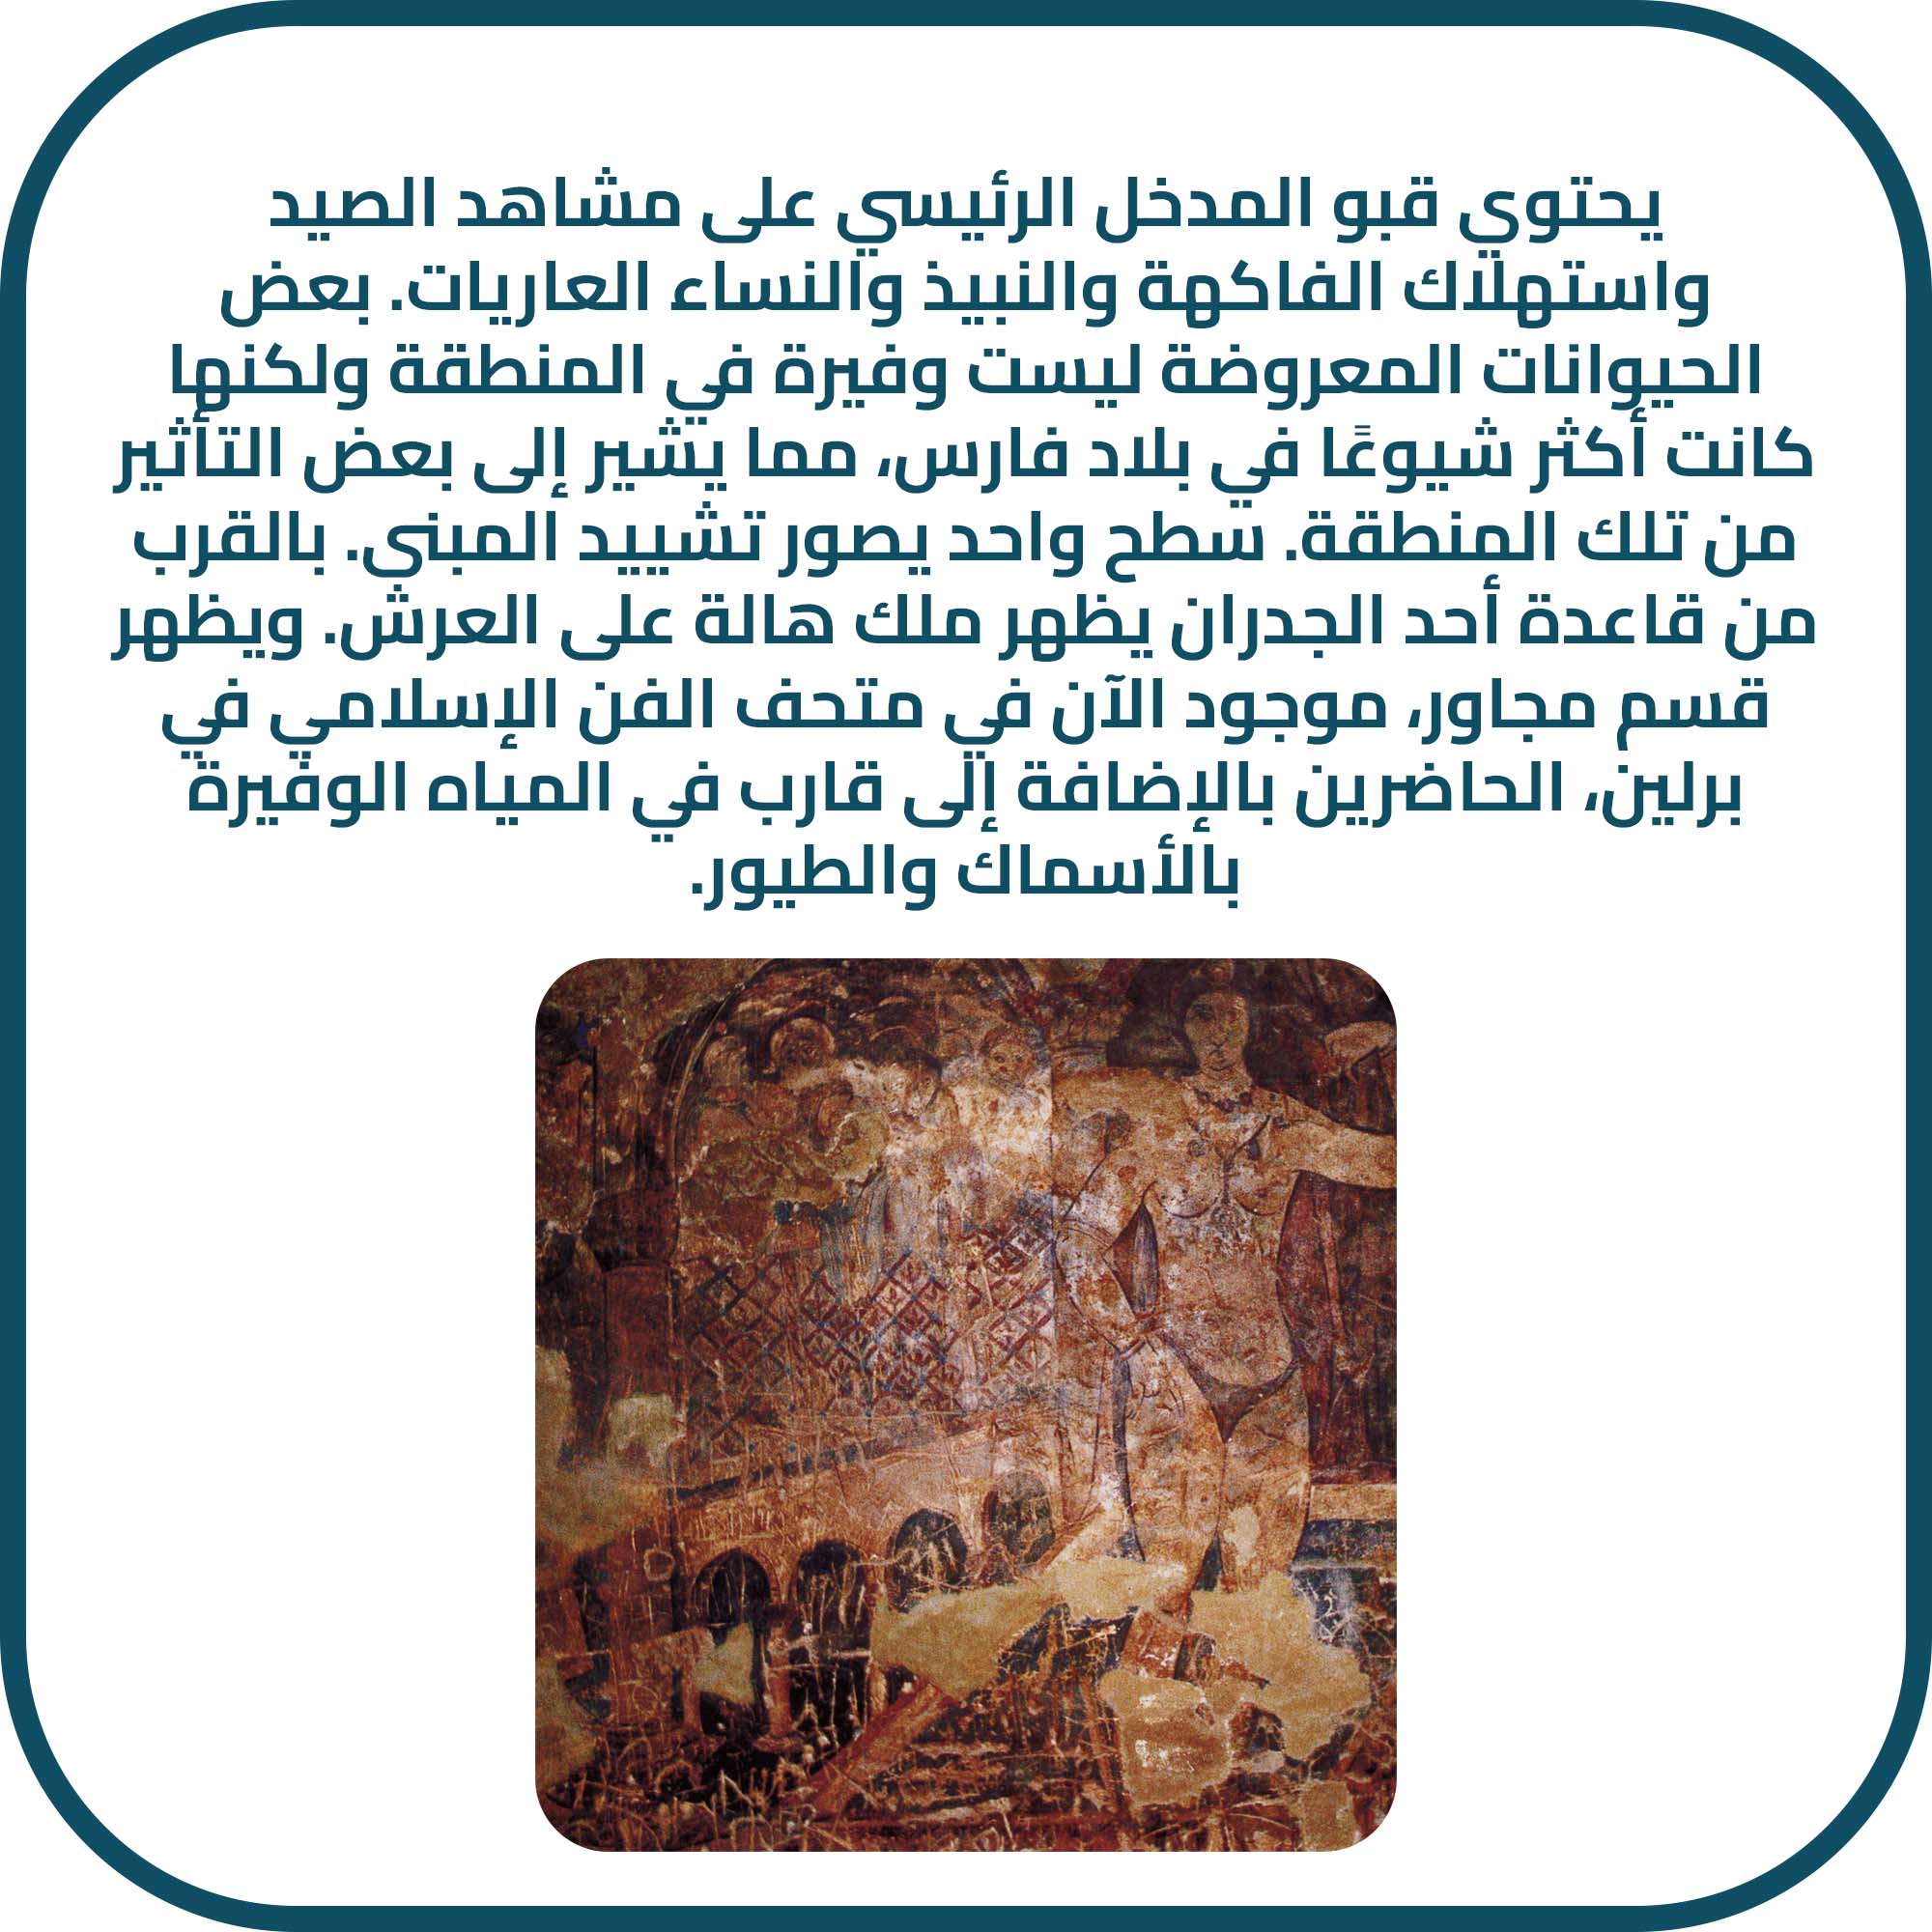 يحتوي قبو المدخل الرئيسي على مشاهد الصيد
واستهلاك الفاكهة والنبيذ والنساء العاريات. بعض
الحيوانات المعروضة ليست وفيرة في المنطقة ولكنها
كانت أكثر شيوعًا في بلاد فارس، مما يشير إلى بعض التأثير
من تلك المنطقة. سطح واحد يصور تشييد المبنى. بالقرب
من قاعدة أحد الجدران يظهر ملك هالة على العرش. ويظهر
قسم مجاور، موجود الآن في متحف الفن الإسلامي في
برلين، الحاضرين بالإضافة إلى قارب في المياه الوفيرة
بالأسماك والطيور.